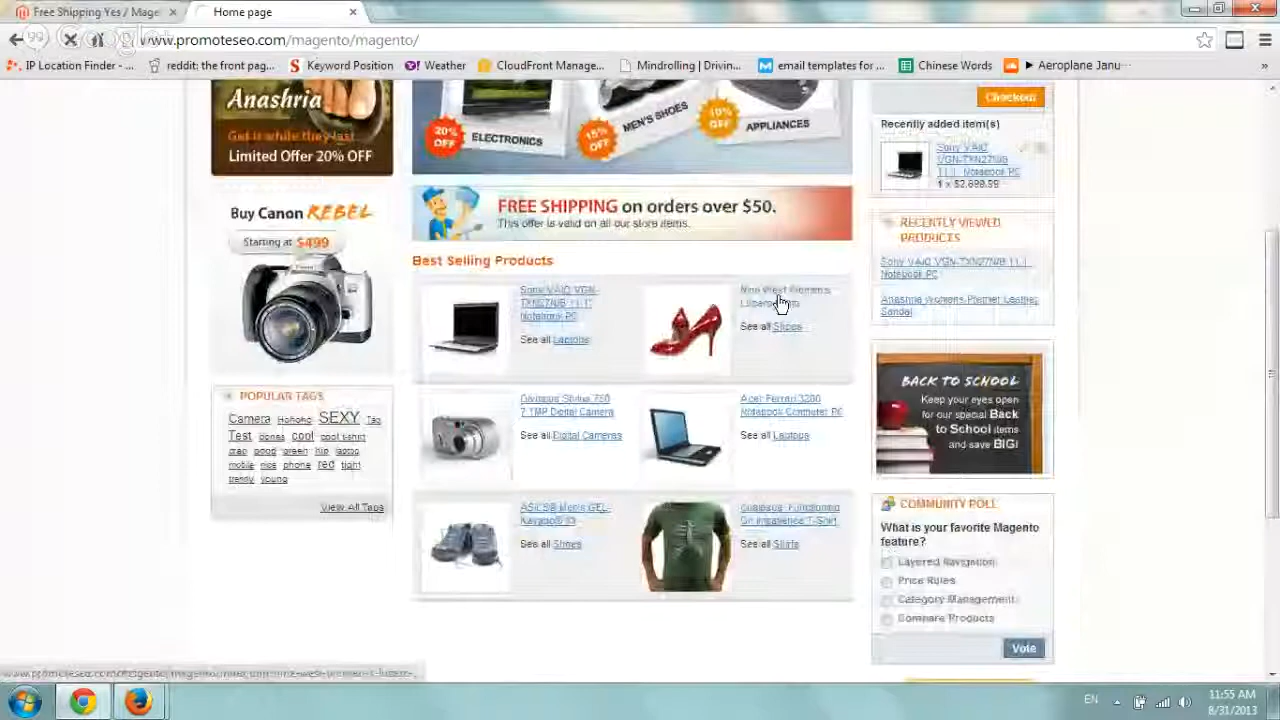 Free Shipping Yes / Mage
Home page
www.promoteseo.com/magento/magento/
IP Location Finder - ...
reddit: the front pag...
Keyword Position
Weather
CloudFront Manage...
Mindrolling | Drivin...
email templates for ...
Chinese Words
► Aeroplane Janu...
Anashria
Get it while they last
Limited Offer 20% OFF
20% OFF
ELECTRONICS
15% OFF
MEN'S SHOES
10% OFF
APPLIANCES
Checkout
Recently added item(s)
Sony VAIO
VGN-TXN27N/B
11.1" Notebook PC
1 x $2,699.99
Buy Canon REBEL
Starting at $499
FREE SHIPPING on orders over $50.
This offer is valid on all our store items.
RECENTLY VIEWED
PRODUCTS
Sony VAIO VGN-TXN27N/B 11.1"
Notebook PC
Anashria Womens Premier Leather
Sandal
Best Selling Products
Sony VAIO VGN-
TXN27N/B 11.1"
Notebook PC
See all Laptops
Nine West Women's
See all Shoes
Olympus Stylus 750
7.1MP Digital Camera
See all Digital Cameras
Acer Ferrari 3200
Notebook Computer PC
See all Laptops
ASICS® Men's GEL-
Kayano® XII
See all Shoes
Coalesce: Functioning
On Impatience T-Shirt
See all Shirts
POPULAR TAGS
Camera Hohoho SEXY Tag
Test bones cool cool t-shirt
crap good green hip laptop
mobile nice phone red tight
trendy young
View All Tags
BACK TO SCHOOL
Keep your eyes open
for our special Back
to School items
and save BIG!
COMMUNITY POLL
What is your favorite Magento
feature?
Layered Navigation
Price Rules
Category Management
Compare Products
Vote
EN
11:55 AM
8/31/2013